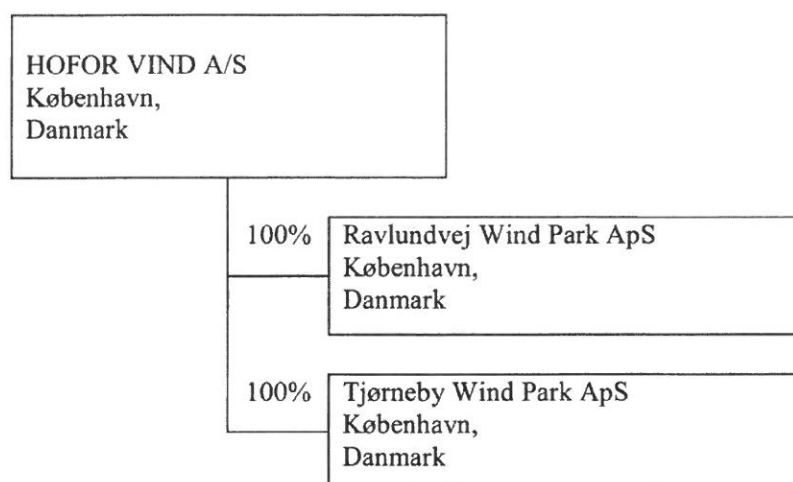 HOFOR VIND A/S
København,
Danmark
100%
Ravlundvej Wind Park ApS
København,
Danmark
100%
Tjørneby Wind Park ApS
København,
Danmark